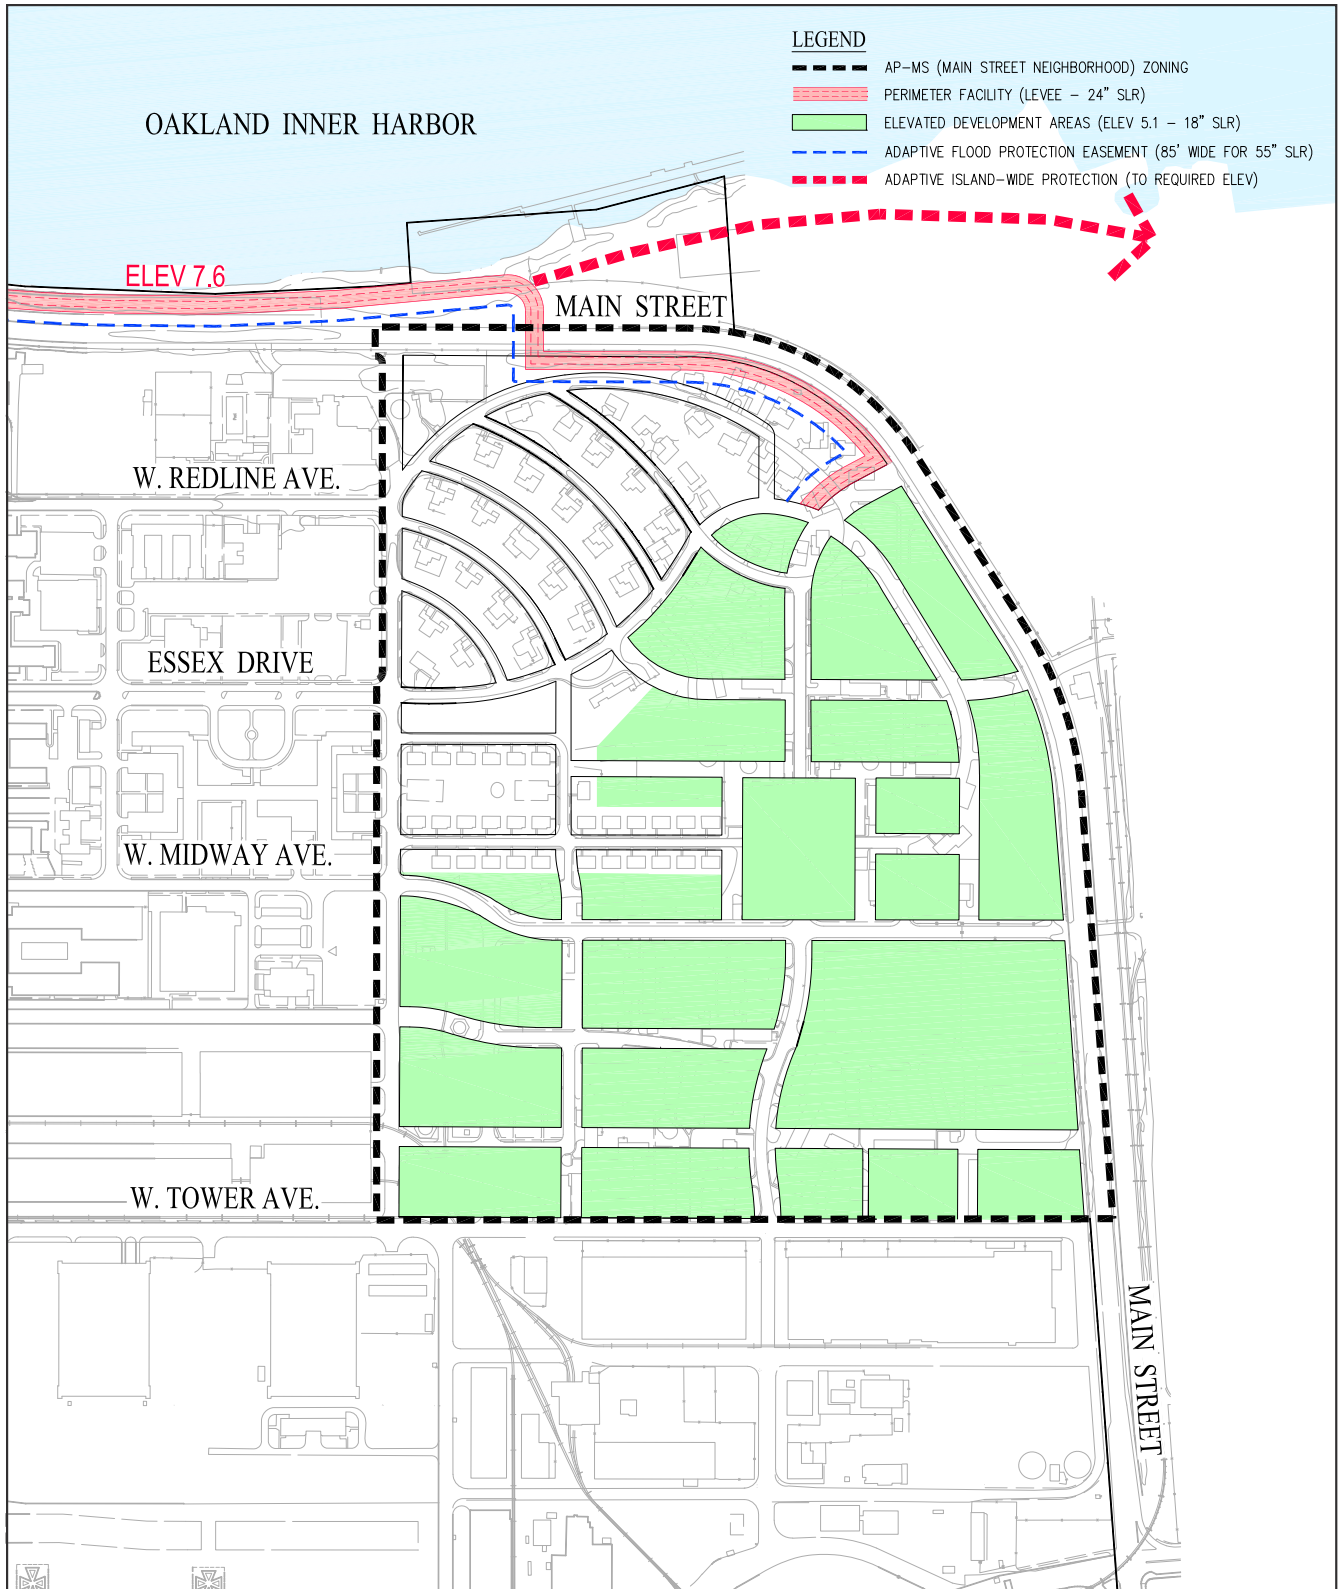 LEGEND
AP-MS (MAIN STREET NEIGHBORHOOD) ZONING
PERIMETER FACILITY (LEVEE - 24" SLR)
ELEVATED DEVELOPMENT AREAS (ELEV 5.1 - 18" SLR)
ADAPTIVE FLOOD PROTECTION EASEMENT (85' WIDE FOR 55" SLR)
ADAPTIVE ISLAND-WIDE PROTECTION (TO REQUIRED ELEV)
OAKLAND INNER HARBOR
ELEV 7.6
MAIN STREET
W. REDLINE AVE.
ESSEX DRIVE
W. MIDWAY AVE.
W. TOWER AVE.
MAIN STREET